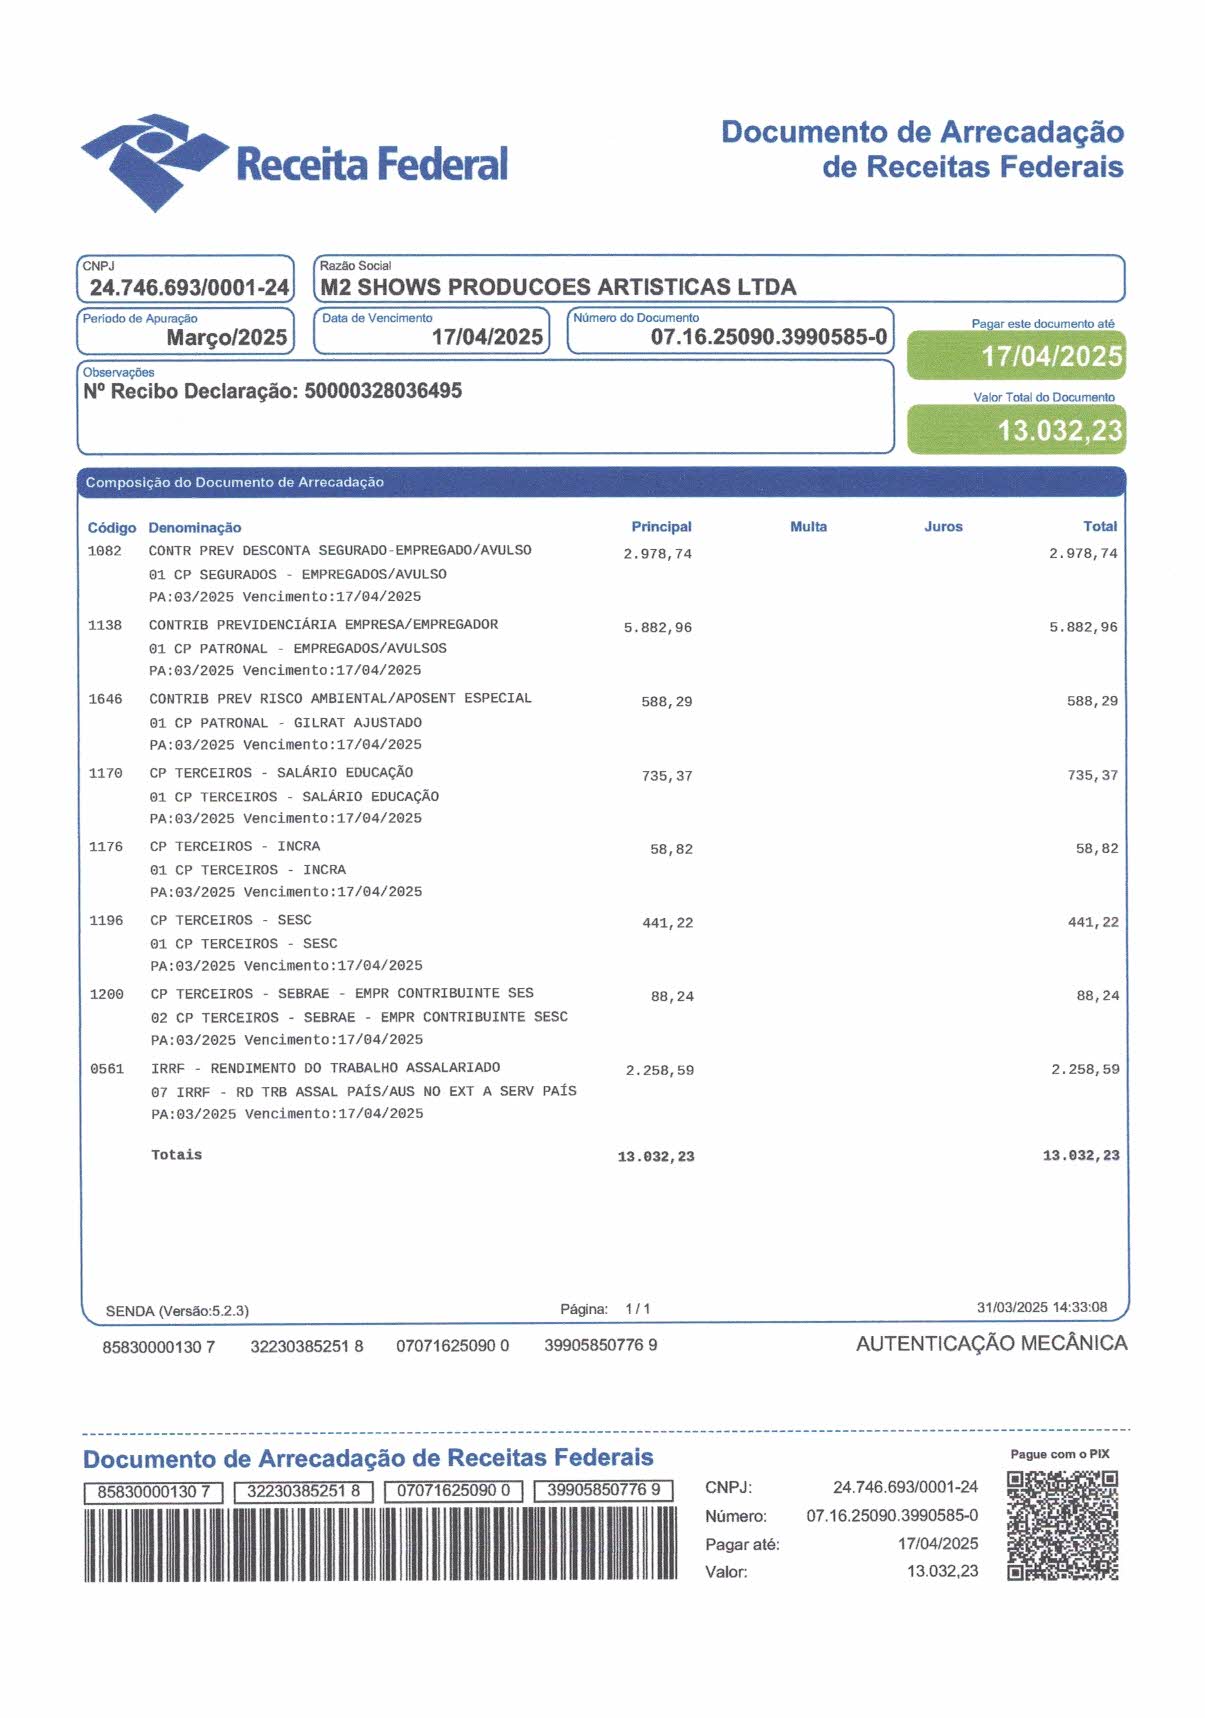 Receita Federal
Documento de Arrecadação
de Receitas Federais
CNPJ
24.746.693/0001-24
Razão Social
M2 SHOWS PRODUCOES ARTISTICAS LTDA
Período de Apuração
Março/2025
Data de Vencimento
17/04/2025
Número do Documento
07.16.25090.3990585-0
Pagar este documento até
17/04/2025
Observações
Nº Recibo Declaração: 50000328036495
Valor Total do Documento
13.032,23
Composição do Documento de Arrecadação
Código Denominação Principal Multa Juros Total
1082 CONTR PREV DESCONTA SEGURADO-EMPREGADO/AVULSO 2.978,74 2.978,74
01 CP SEGURADOS - EMPREGADOS/AVULSO
PA:03/2025 Vencimento:17/04/2025
1138 CONTRIB PREVIDENCIÁRIA EMPRESA/EMPREGADOR 5.882,96 5.882,96
01 CP PATRONAL - EMPREGADOS/AVULSOS
PA:03/2025 Vencimento:17/04/2025
1646 CONTRIB PREV RISCO AMBIENTAL/APOSENT ESPECIAL 588,29 588,29
01 CP PATRONAL - GILRAT AJUSTADO
PA:03/2025 Vencimento:17/04/2025
1170 CP TERCEIROS - SALÁRIO EDUCAÇÃO 735,37 735,37
01 CP TERCEIROS - SALÁRIO EDUCAÇÃO
PA:03/2025 Vencimento:17/04/2025
1176 CP TERCEIROS - INCRA 58,82 58,82
01 CP TERCEIROS - INCRA
PA:03/2025 Vencimento:17/04/2025
1196 CP TERCEIROS - SESC 441,22 441,22
01 CP TERCEIROS - SESC
PA:03/2025 Vencimento:17/04/2025
1200 CP TERCEIROS - SEBRAE - EMPR CONTRIBUINTE SES 88,24 88,24
02 CP TERCEIROS - SEBRAE - EMPR CONTRIBUINTE SESC
PA:03/2025 Vencimento:17/04/2025
0561 IRRF - RENDIMENTO DO TRABALHO ASSALARIADO 2.258,59 2.258,59
07 IRRF - RD TRB ASSAL PAÍS/AUS NO EXT A SERV PAÍS
PA:03/2025 Vencimento:17/04/2025
Totais 13.032,23 13.032,23
SENDA (Versão:5.2.3) Página: 1 / 1 31/03/2025 14:33:08
85830000130 7 32230385251 8 07071625090 0 39905850776 9 AUTENTICAÇÃO MECÂNICA
Documento de Arrecadação de Receitas Federais
85830000130 7 32230385251 8 07071625090 0 39905850776 9
CNPJ: 24.746.693/0001-24
Número: 07.16.25090.3990585-0
Pagar até: 17/04/2025
Valor: 13.032,23
Pague com o PIX